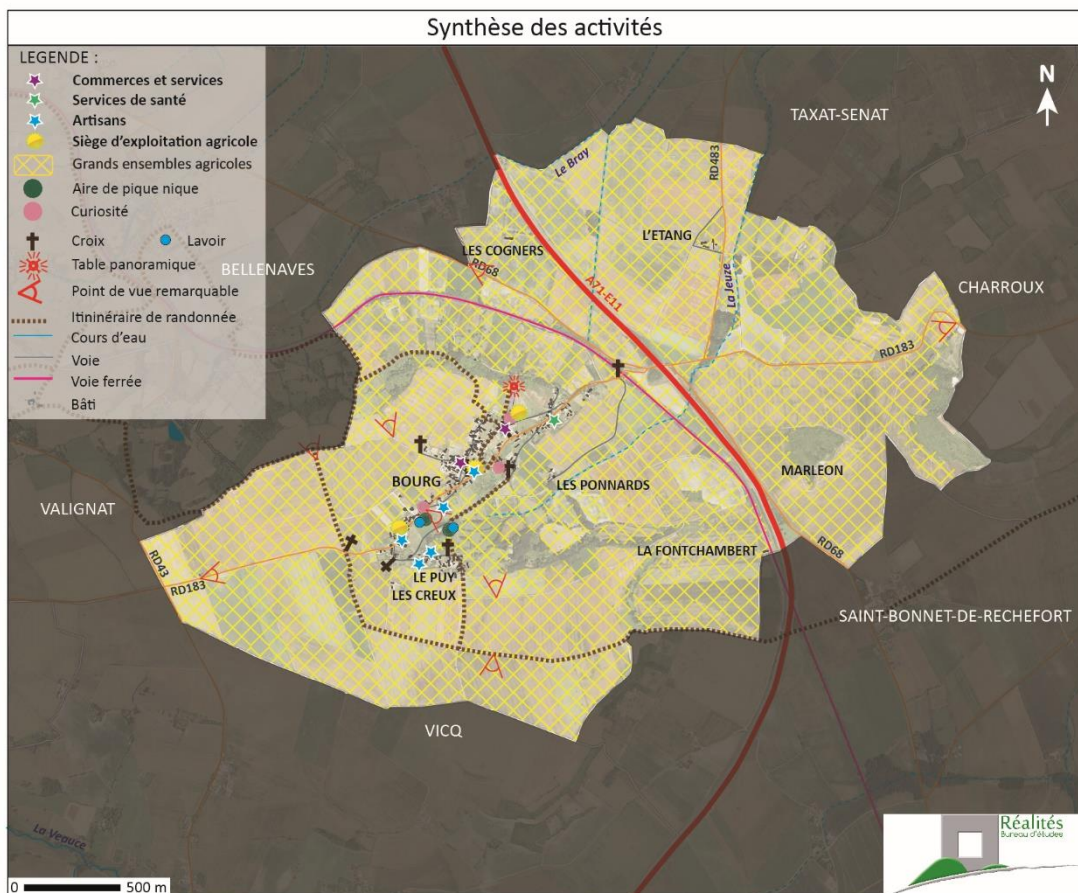 Synthèse des activités
LEGENDE :
Commerces et services
Services de santé
Artisans
Siège d'exploitation agricole
Grands ensembles agricoles
Aire de pique nique
Curiosité
Croix
Lavoir
Table panoramique
Point de vue remarquable
Itininéraire de randonnée
Cours d'eau
Voie
Voie ferrée
Bâti
N
TAXAT-SENAT
Le Bray
RD483
L'ETANG
LES COGNERS
RD68
BELLENAVES
A71-E11
La Jeuze
CHARROUX
RD183
MARLEON
BOURG
LES PONNARDS
VALIGNAT
LA FONTCHAMBERT
RD68
RD43
RD183
LE PUY
LES CREUX
SAINT-BONNET-DE-RECHEFORT
VICQ
La Veauce
Réalités
Bureau d'études
0 500 m